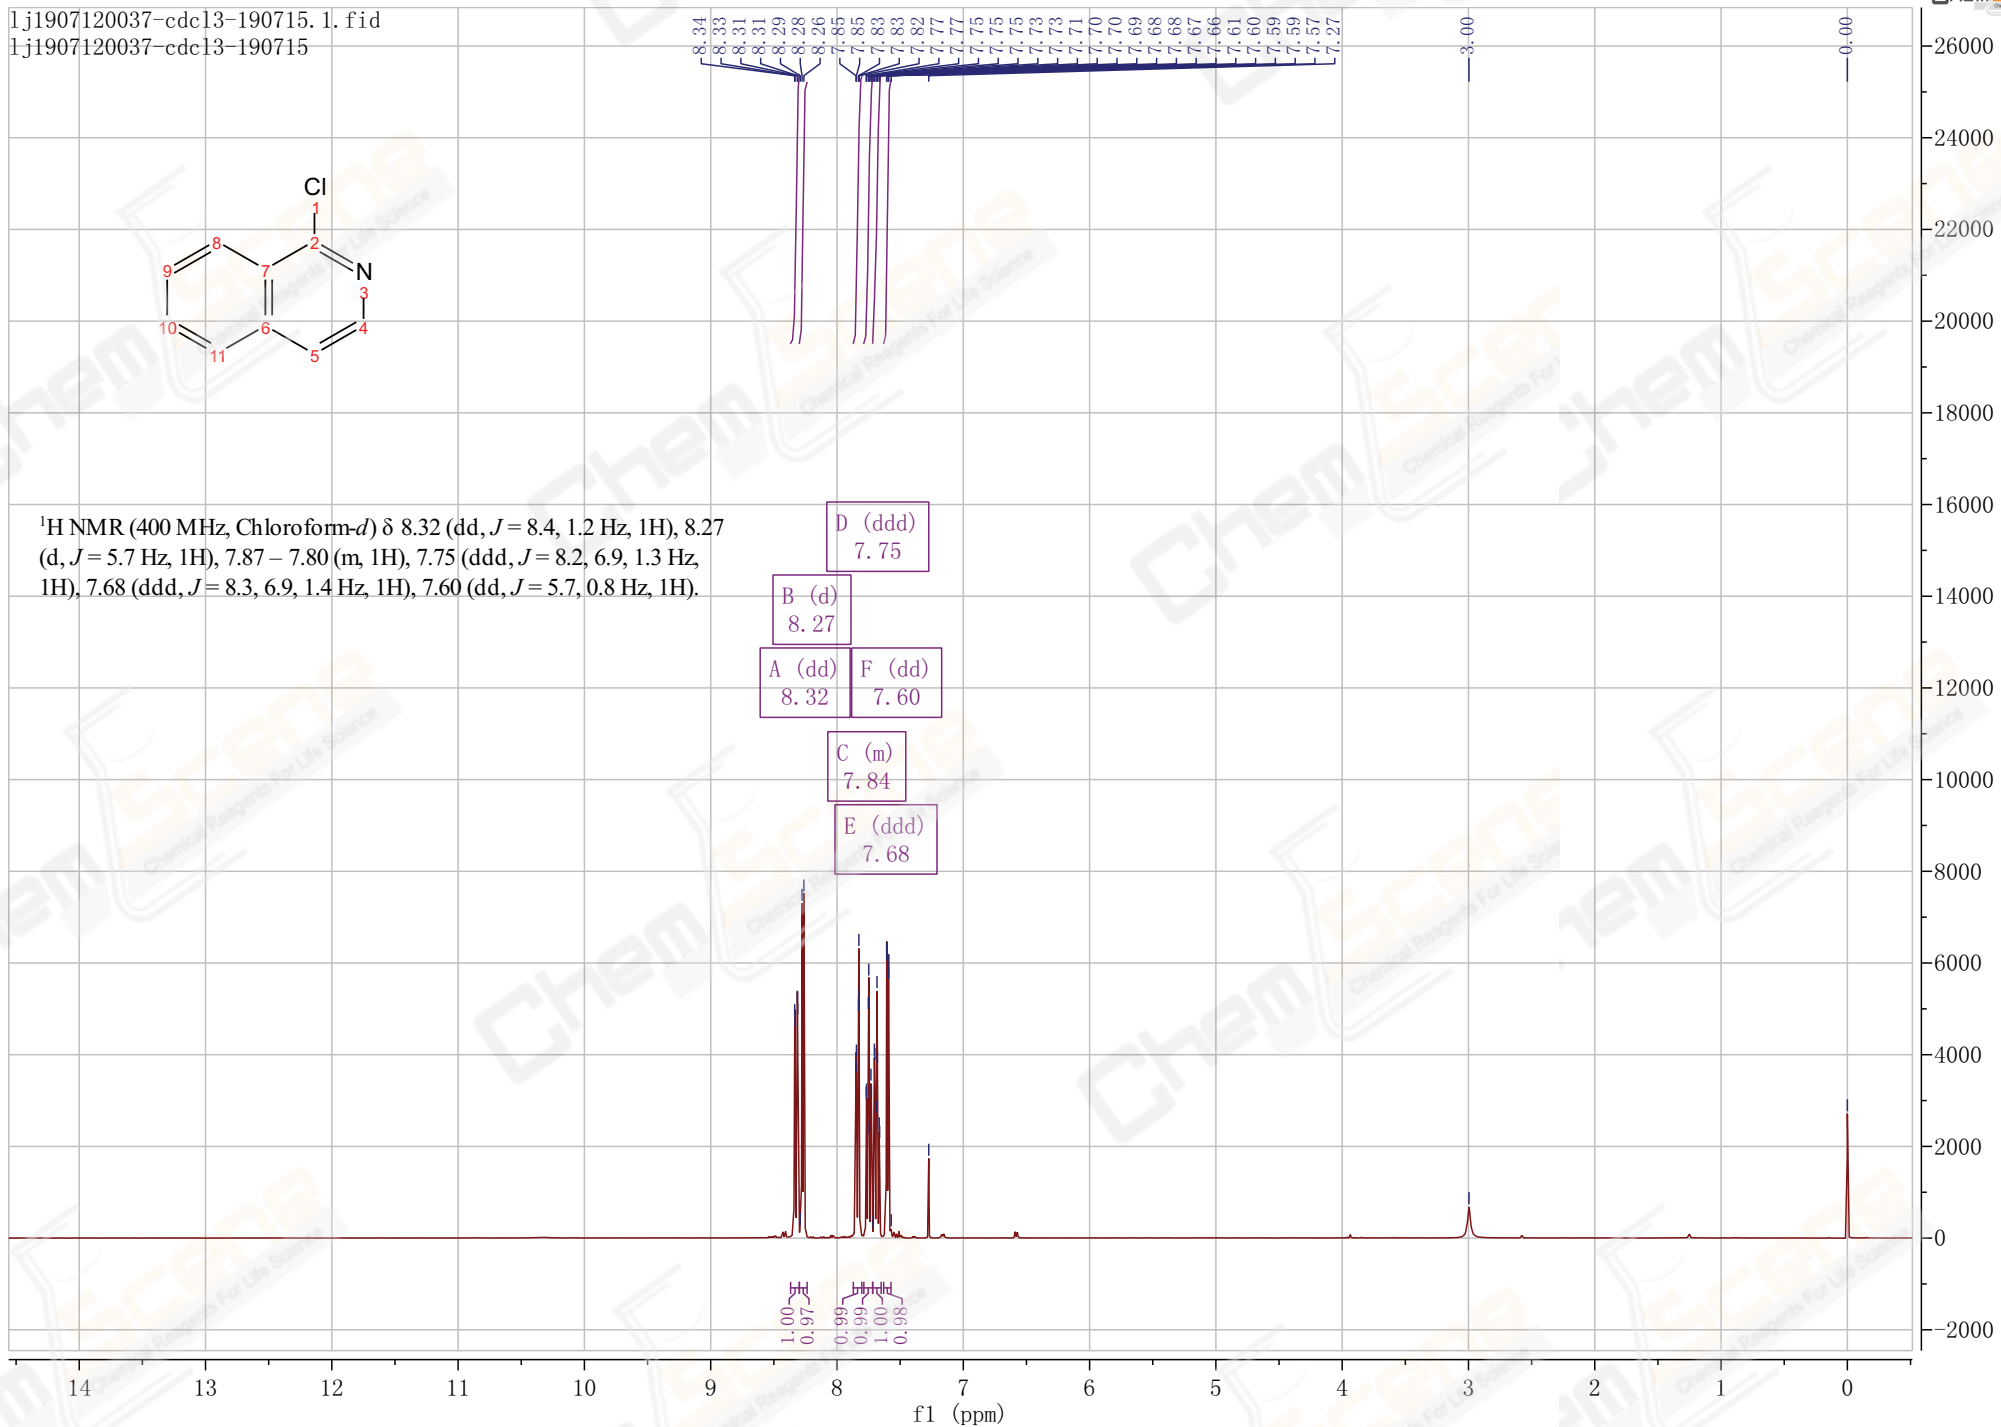 lj1907120037-cdcl3-190715.1.fid
lj1907120037-cdcl3-190715
8.34 8.33 8.31 8.31 8.29 8.28 8.26 7.85 7.85 7.83 7.83 7.82 7.77 7.77 7.75 7.75 7.75 7.73 7.73 7.71 7.70 7.70 7.69 7.68 7.68 7.67 7.66 7.61 7.60 7.59 7.59 7.57 7.27 3.00 0.00
Cl
1
8 2
9 7 N
3
10 6 4
11 5
¹H NMR (400 MHz, Chloroform-d) δ 8.32 (dd, J = 8.4, 1.2 Hz, 1H), 8.27
(d, J = 5.7 Hz, 1H), 7.87 – 7.80 (m, 1H), 7.75 (ddd, J = 8.2, 6.9, 1.3 Hz,
1H), 7.68 (ddd, J = 8.3, 6.9, 1.4 Hz, 1H), 7.60 (dd, J = 5.7, 0.8 Hz, 1H).
D (ddd)
7.75
B (d)
8.27
A (dd)
8.32
F (dd)
7.60
C (m)
7.84
E (ddd)
7.68
26000
24000
22000
20000
18000
16000
14000
12000
10000
8000
6000
4000
2000
0
-2000
1.00 0.97 0.99 0.99 1.00 0.98
14 13 12 11 10 9 8 7 6 5 4 3 2 1 0
f1 (ppm)
ChemScene
Chemical Reagents For Life Science